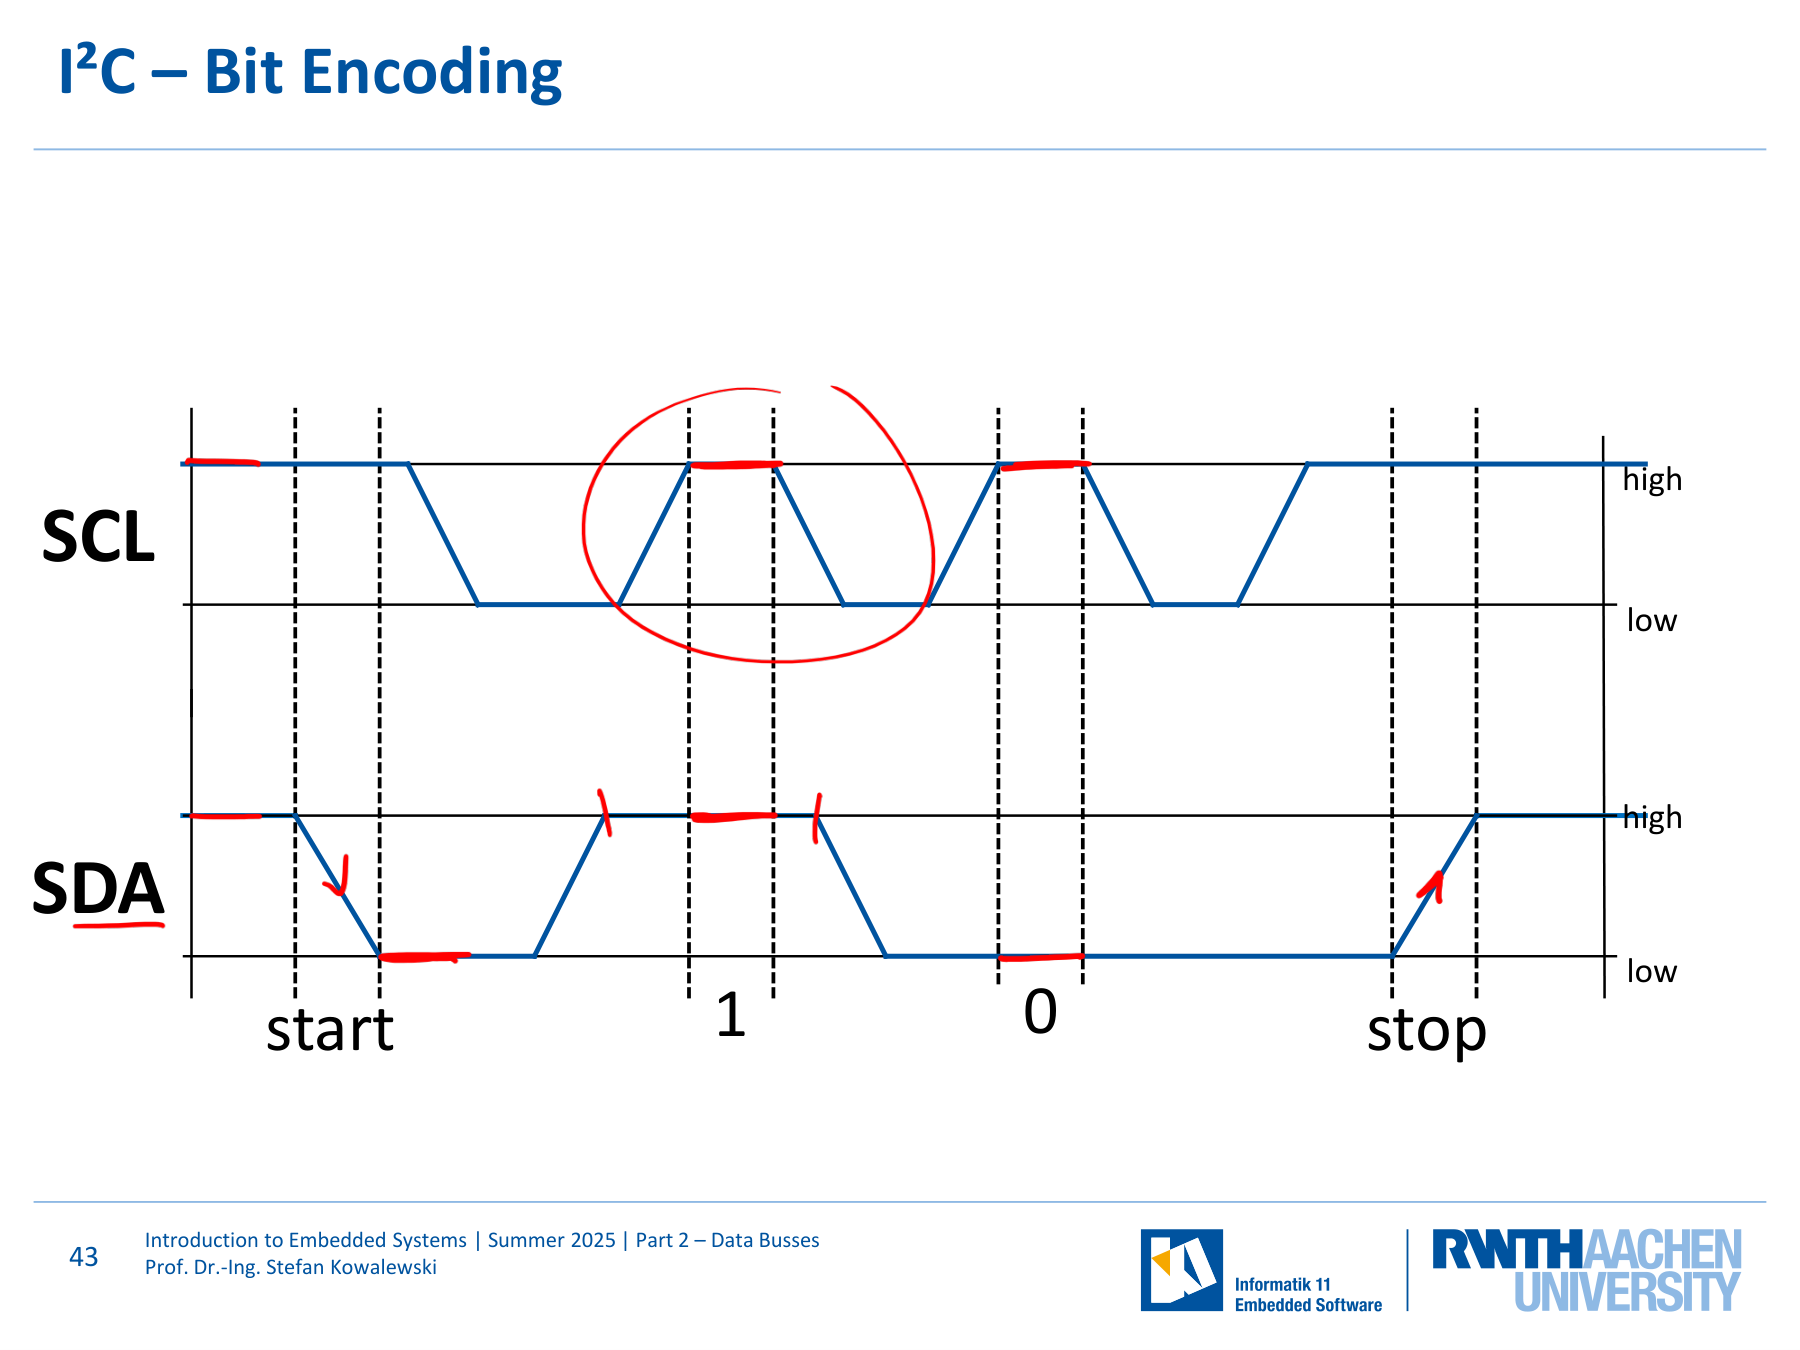 I²C – Bit Encoding
high
SCL
low
high
SDA
low
start
1
0
stop
43
Introduction to Embedded Systems | Summer 2025 | Part 2 – Data Busses
Prof. Dr.-Ing. Stefan Kowalewski
Informatik 11
Embedded Software
RWTH AACHEN
UNIVERSITY